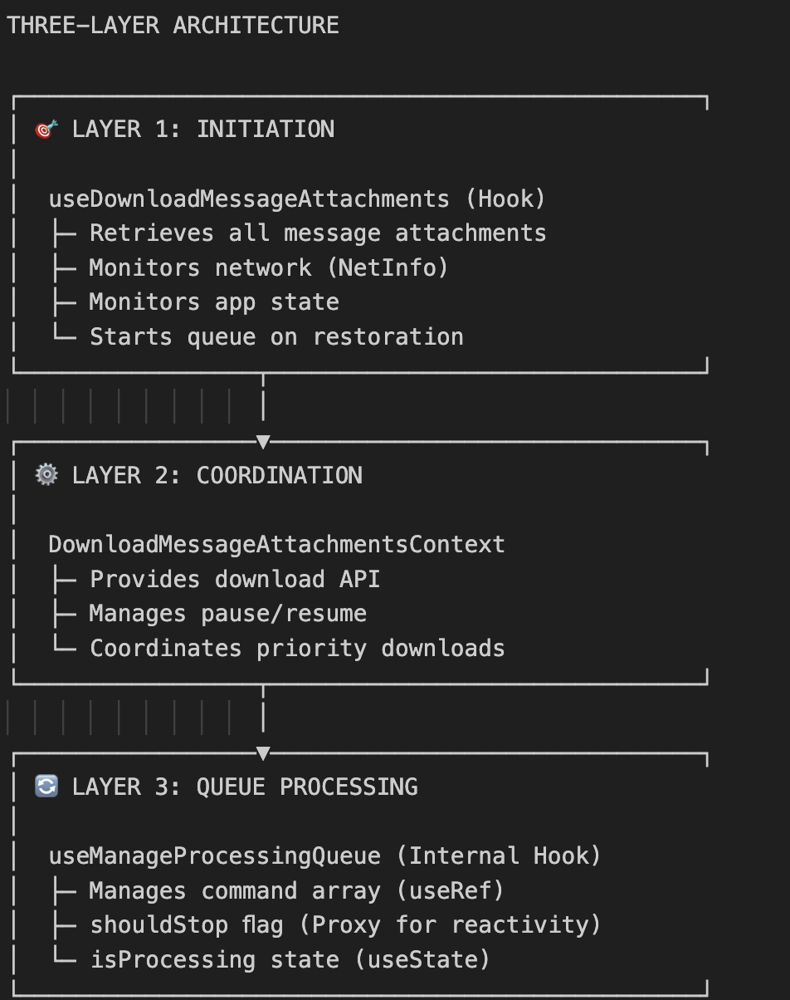 THREE-LAYER ARCHITECTURE
🎯 LAYER 1: INITIATION
useDownloadMessageAttachments (Hook)
├─ Retrieves all message attachments
├─ Monitors network (NetInfo)
├─ Monitors app state
└─ Starts queue on restoration
⚙️ LAYER 2: COORDINATION
DownloadMessageAttachmentsContext
├─ Provides download API
├─ Manages pause/resume
└─ Coordinates priority downloads
🔄 LAYER 3: QUEUE PROCESSING
useManageProcessingQueue (Internal Hook)
├─ Manages command array (useRef)
├─ shouldStop flag (Proxy for reactivity)
└─ isProcessing state (useState)